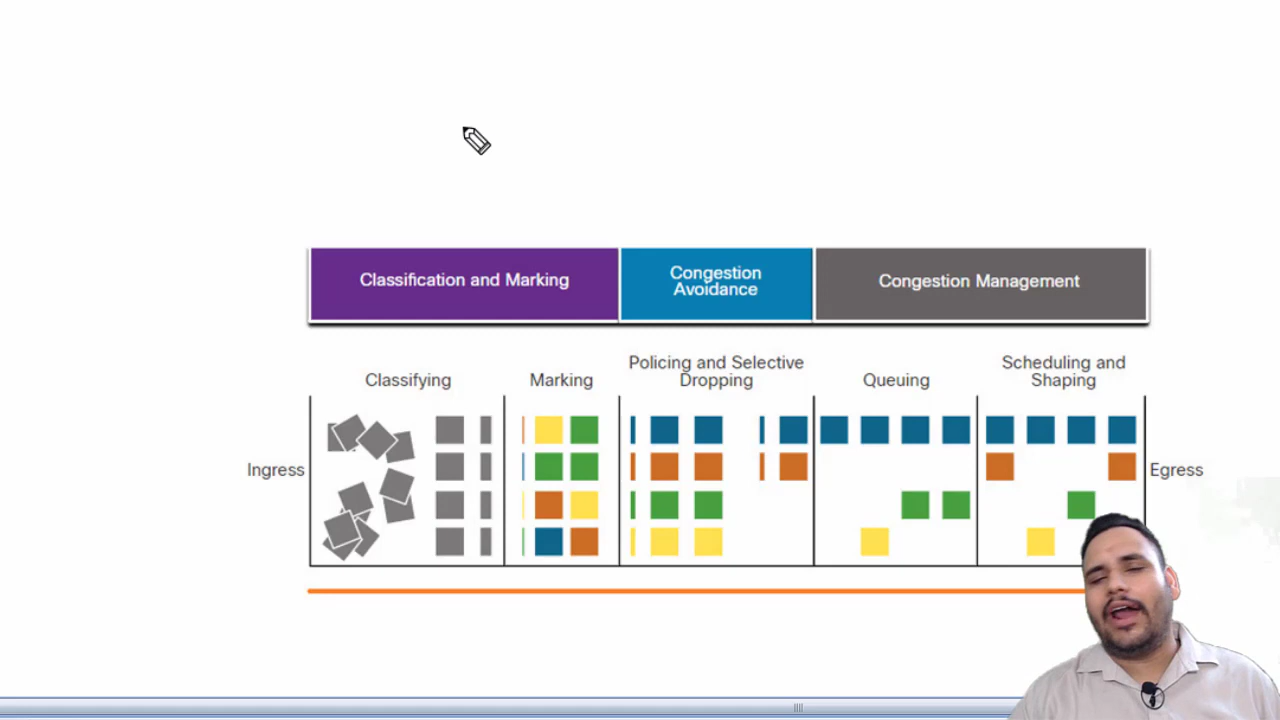 Classification and Marking
Congestion
Avoidance
Congestion Management
Classifying
Marking
Policing and Selective
Dropping
Queuing
Scheduling and
Shaping
Ingress
Egress